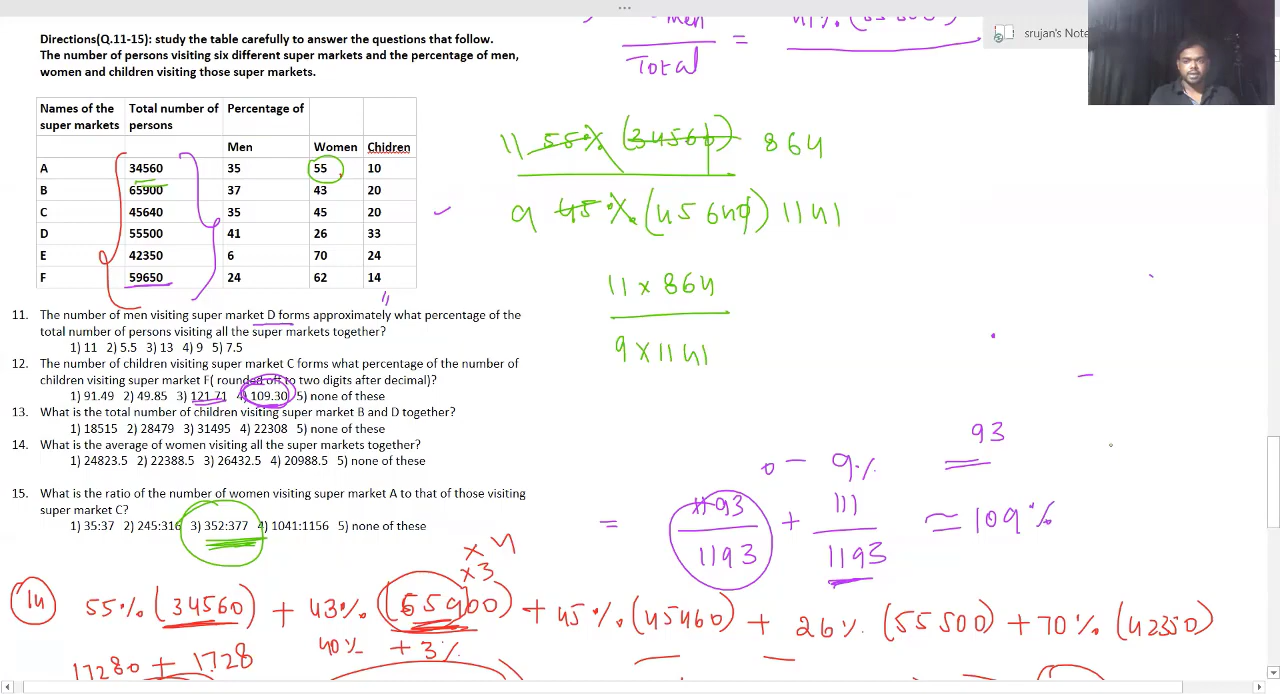 Directions(Q.11-15): study the table carefully to answer the questions that follow.
The number of persons visiting six different super markets and the percentage of men,
women and children visiting those super markets.
Names of the super markets Total number of persons Percentage of
Men Women Children
A 34560 35 55 10
B 65900 37 43 20
C 45640 35 45 20
D 55500 41 26 33
E 42350 6 70 24
F 59650 24 62 14
11. The number of men visiting super market D forms approximately what percentage of the
total number of persons visiting all the super markets together?
1) 11 2) 5.5 3) 13 4) 9 5) 7.5
12. The number of children visiting super market C forms what percentage of the number of
children visiting super market F( rounded off to two digits after decimal)?
1) 91.49 2) 49.85 3) 121.71 4) 109.30 5) none of these
13. What is the total number of children visiting super market B and D together?
1) 18515 2) 28479 3) 31495 4) 22308 5) none of these
14. What is the average of women visiting all the super markets together?
1) 24823.5 2) 22388.5 3) 26432.5 4) 20988.5 5) none of these
15. What is the ratio of the number of women visiting super market A to that of those visiting
super market C?
1) 35:37 2) 245:316 3) 352:377 4) 1041:1156 5) none of these
Men
Total =
srujan's Note
11 55% (34560) 864
9 45% (45640) 1141
11 x 864
9 x 1141
0 - 9% = 93
= 1193 + 111 ≈ 109%
1193 1193
x 4
x 3
14 55% (34560) + 43% (65900) + 45% (45460) + 26% (55500) + 70% (42350)
17280 + 1728 40% + 3%